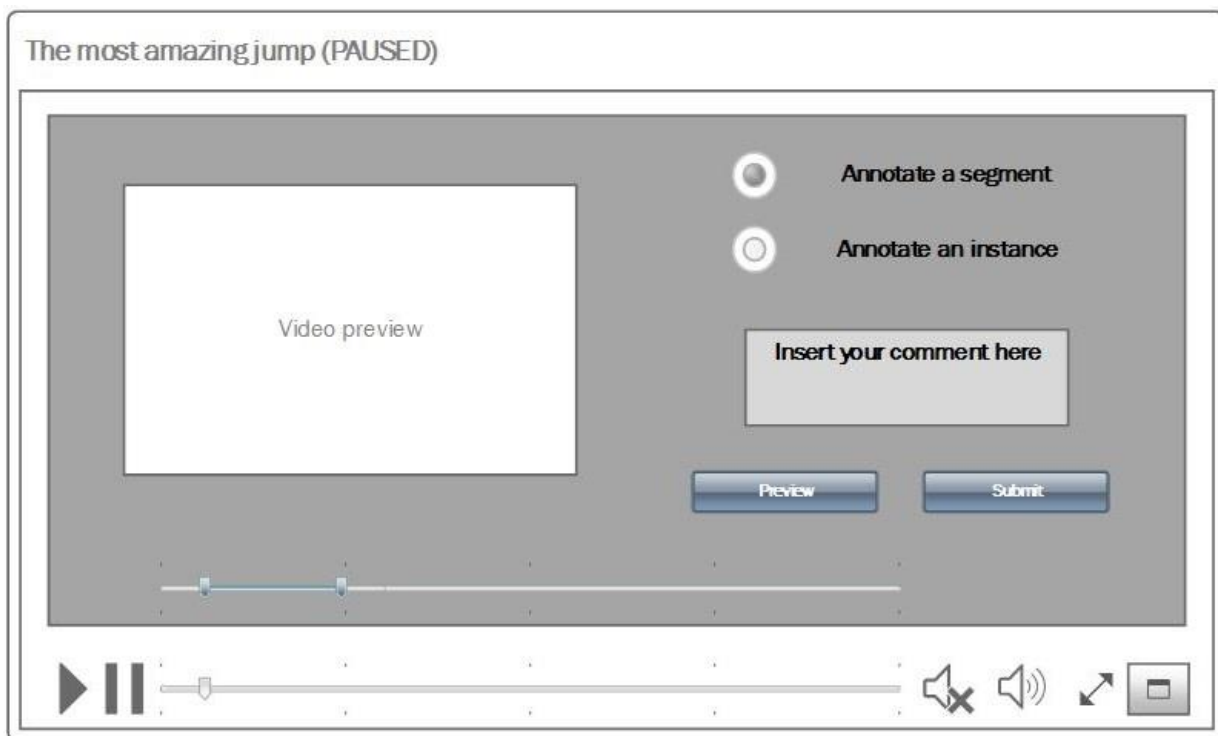 The most amazing jump (PAUSED)
Video preview
Annotate a segment
Annotate an instance
Insert your comment here
Preview
Submit